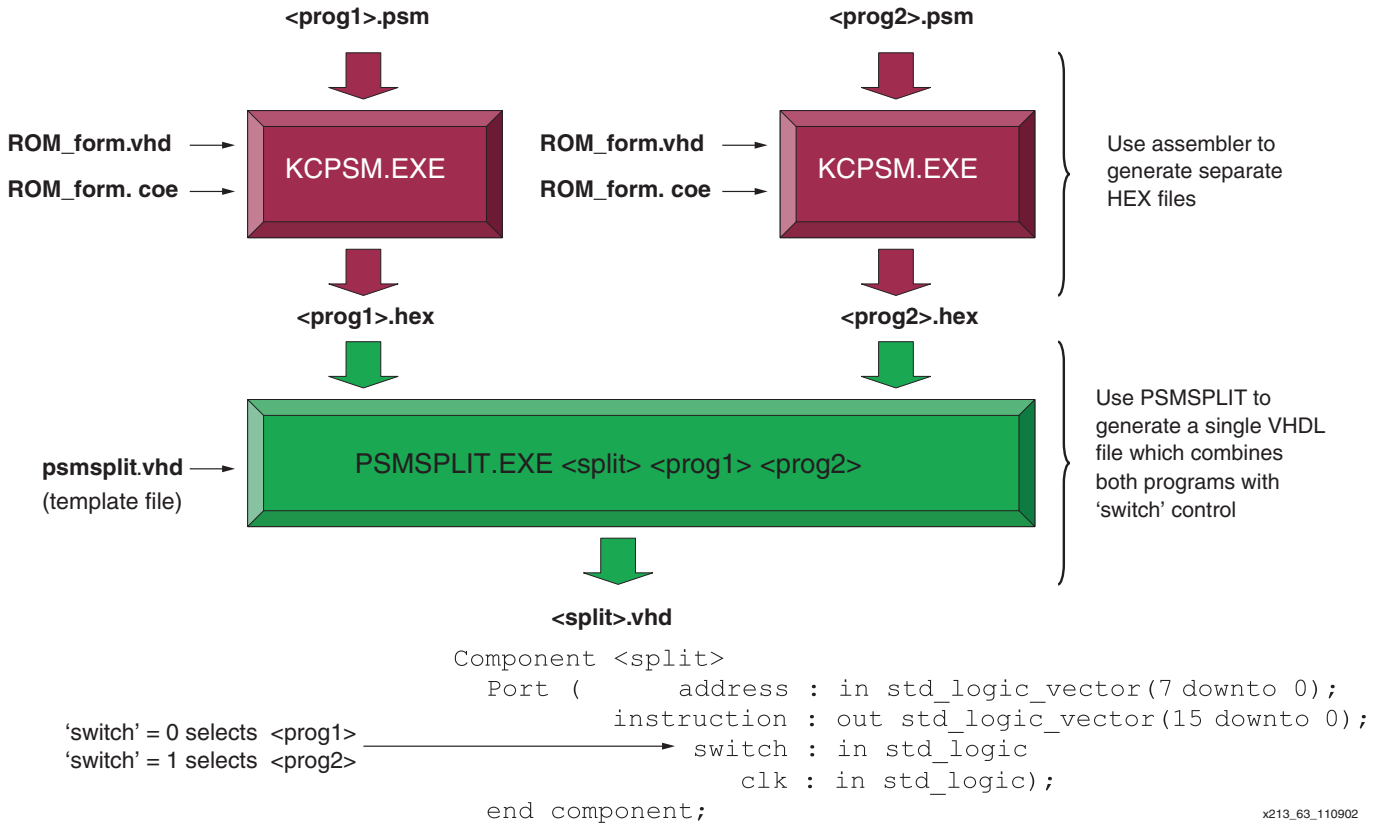 <prog1>.psm
<prog2>.psm
ROM_form.vhd
ROM_form. coe
KCPSM.EXE
ROM_form.vhd
ROM_form. coe
KCPSM.EXE
Use assembler to
generate separate
HEX files
<prog1>.hex
<prog2>.hex
psmsplit.vhd
(template file)
PSMSPLIT.EXE <split> <prog1> <prog2>
Use PSMSPLIT to
generate a single VHDL
file which combines
both programs with
‘switch’ control
<split>.vhd
Component <split>
Port ( address : in std_logic_vector(7 downto 0);
instruction : out std_logic_vector(15 downto 0);
‘switch’ = 0 selects <prog1>
‘switch’ = 1 selects <prog2>
switch : in std_logic
clk : in std_logic);
end component;
x213_63_110902